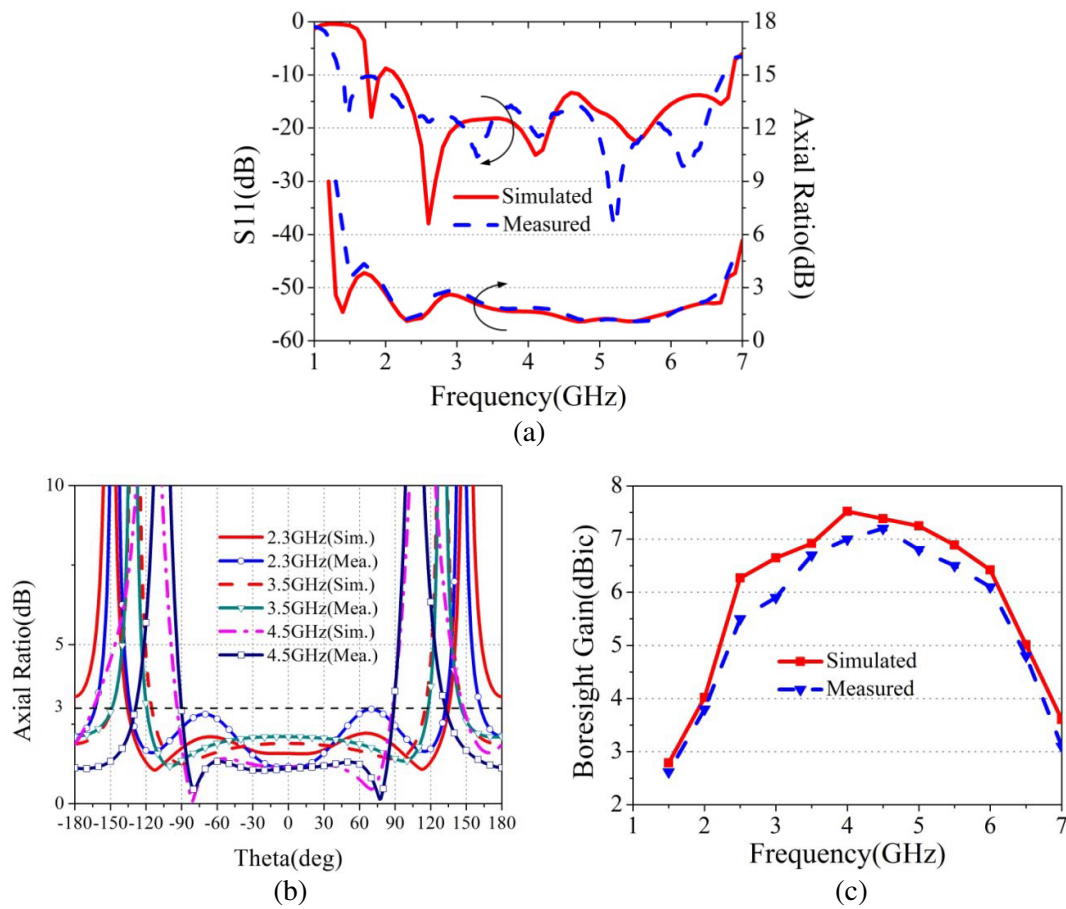 0
-10
-20
-30
-40
-50
-60
S11(dB)
18
15
12
9
6
3
0
Axial Ratio(dB)
Simulated
Measured
1 2 3 4 5 6 7
Frequency(GHz)
(a)
10
5
3
0
Axial Ratio(dB)
2.3GHz(Sim.)
2.3GHz(Mea.)
3.5GHz(Sim.)
3.5GHz(Mea.)
4.5GHz(Sim.)
4.5GHz(Mea.)
-180 -150 -120 -90 -60 -30 0 30 60 90 120 150 180
Theta(deg)
(b)
8
7
6
5
4
3
2
Boresight Gain(dBic)
Simulated
Measured
1 2 3 4 5 6 7
Frequency(GHz)
(c)